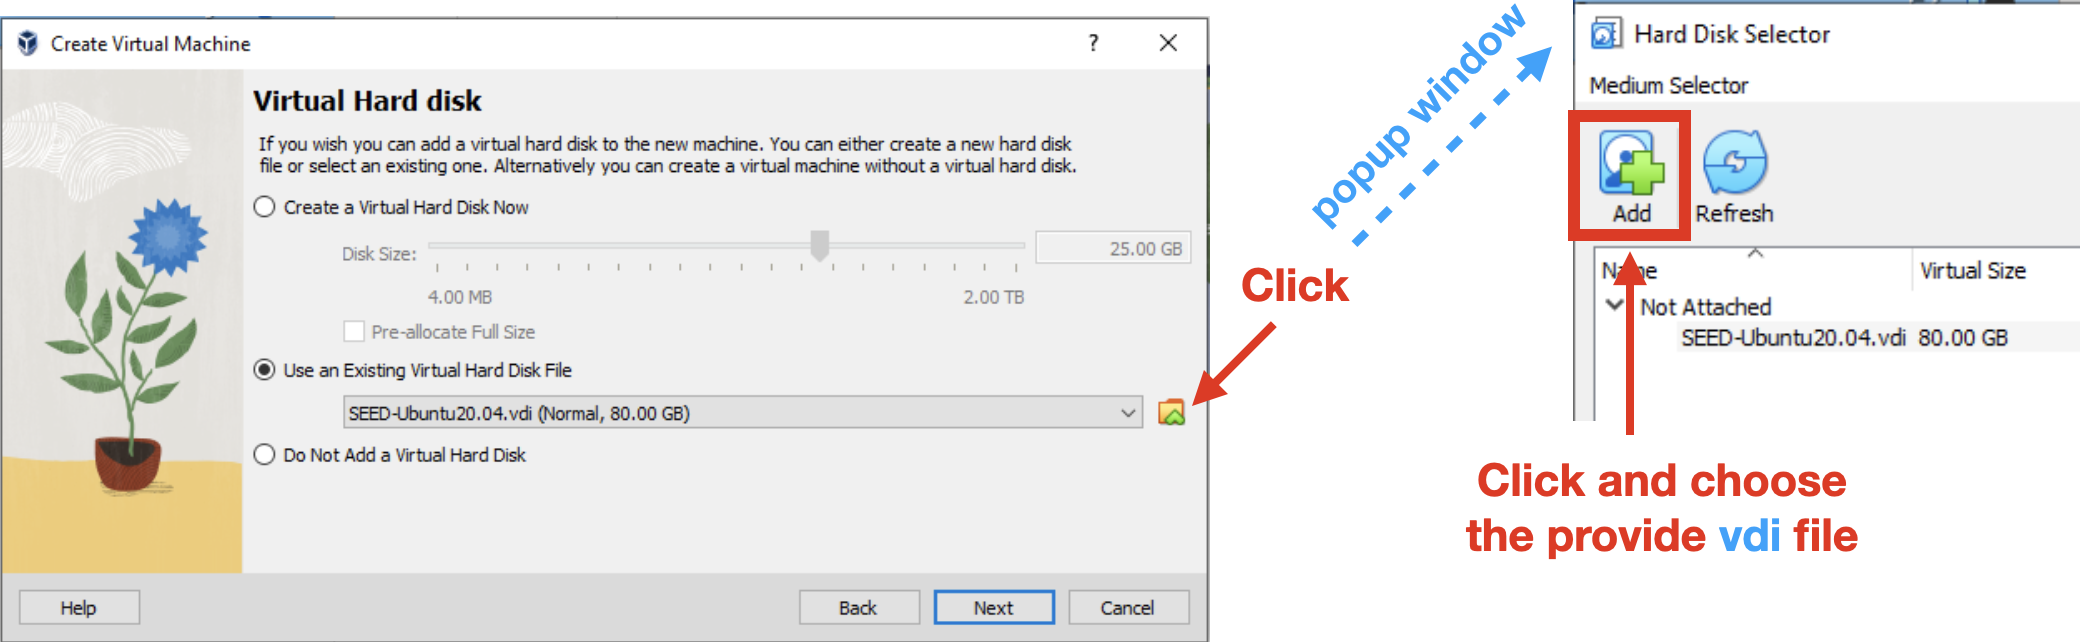 Create Virtual Machine
?
Virtual Hard disk
If you wish you can add a virtual hard disk to the new machine. You can either create a new hard disk
file or select an existing one. Alternatively you can create a virtual machine without a virtual hard disk.
Create a Virtual Hard Disk Now
Disk Size:
25.00 GB
4.00 MB
2.00 TB
Pre-allocate Full Size
Use an Existing Virtual Hard Disk File
SEED-Ubuntu20.04.vdi (Normal, 80.00 GB)
Do Not Add a Virtual Hard Disk
Help
Back
Next
Cancel
Click
popup window
Hard Disk Selector
Medium Selector
Add
Refresh
Name
Virtual Size
Not Attached
SEED-Ubuntu20.04.vdi 80.00 GB
Click and choose
the provide vdi file